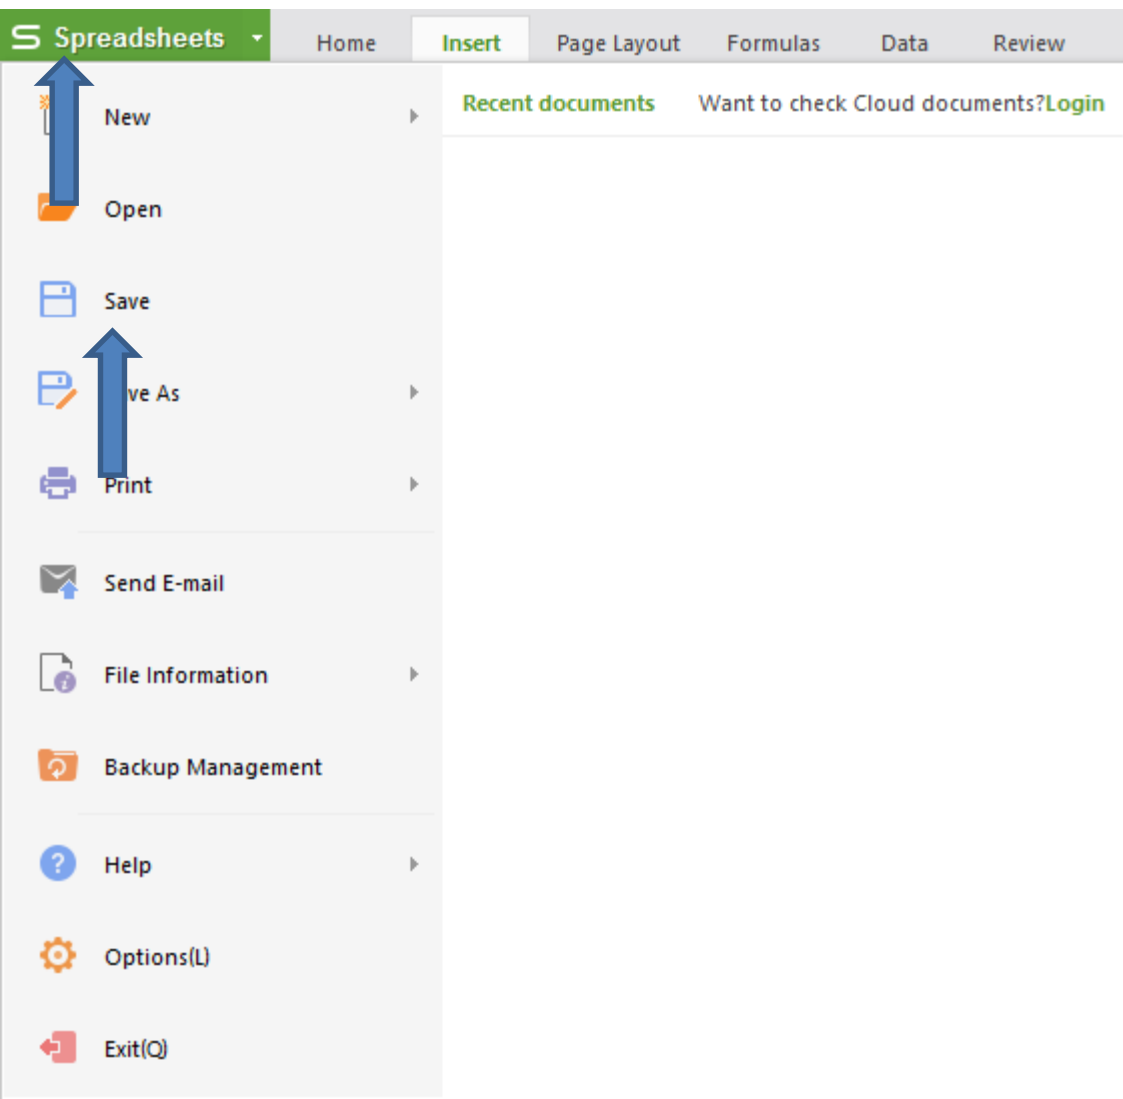 Spreadsheets Home Insert Page Layout Formulas Data Review
Recent documents Want to check Cloud documents?Login
New
Open
Save
ve As
Print
Send E-mail
File Information
Backup Management
Help
Options(L)
Exit(Q)